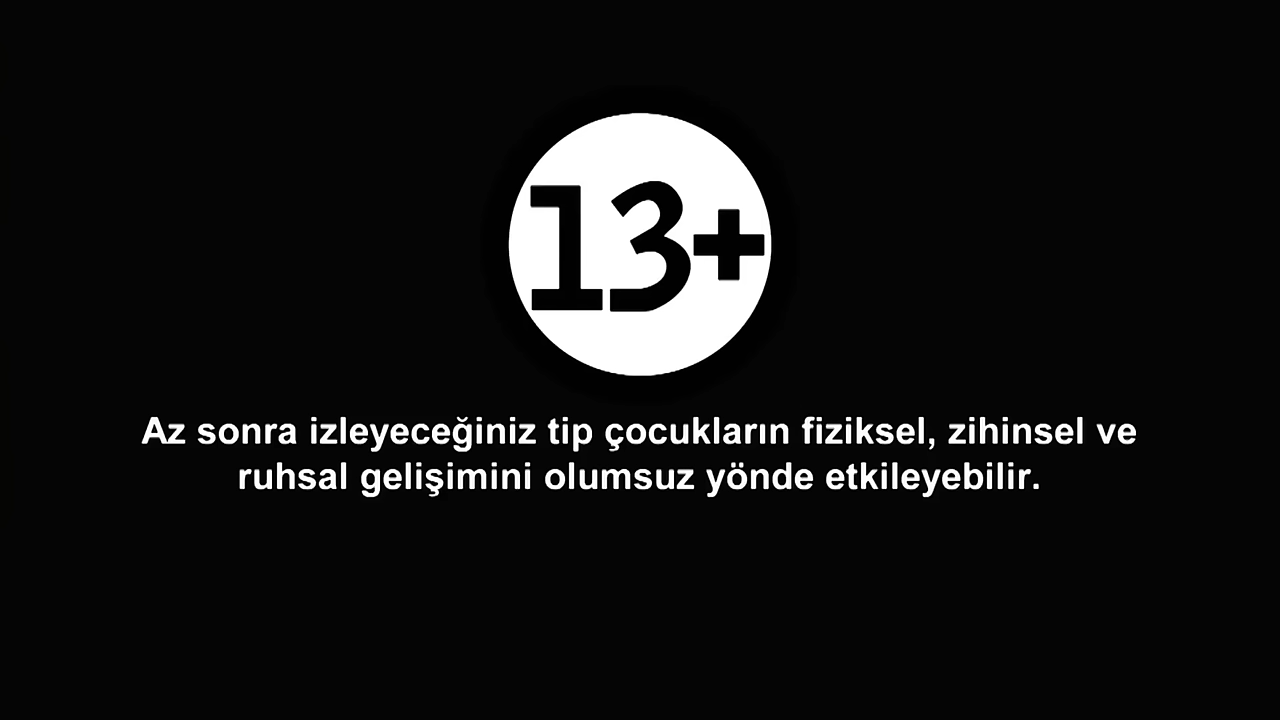 13+
Az sonra izleyeceğiniz tip çocukların fiziksel, zihinsel ve
ruhsal gelişimini olumsuz yönde etkileyebilir.